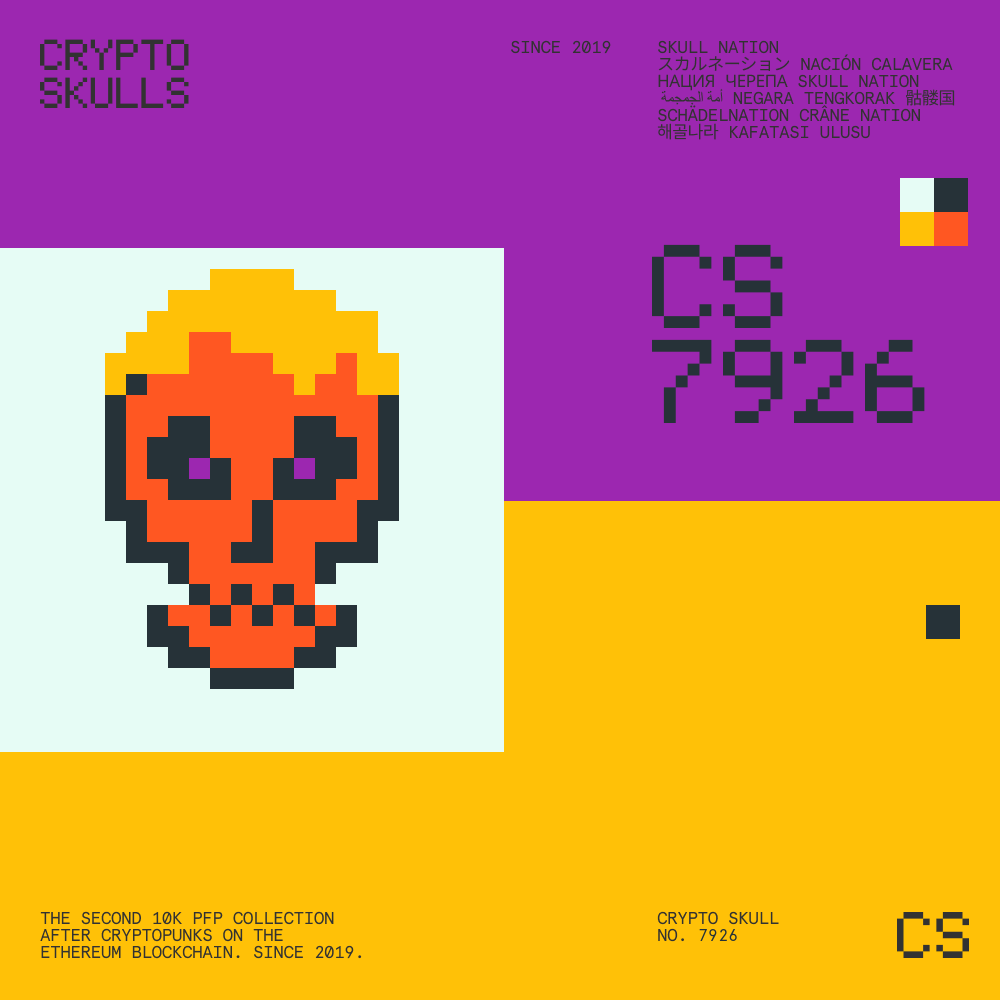 CRYPTO
SKULLS
SINCE 2019
SKULL NATION
スカルネーション NACIÓN CALAVERA
НАЦИЯ ЧЕРЕПА SKULL NATION
أمة الجمجمة NEGARA TENGKORAK 骷髅国
SCHÄDELNATION CRÂNE NATION
해골나라 KAFATASI ULUSU
CS
7926
THE SECOND 10K PFP COLLECTION
AFTER CRYPTOPUNKS ON THE
ETHEREUM BLOCKCHAIN. SINCE 2019.
CRYPTO SKULL
NO. 7926
CS